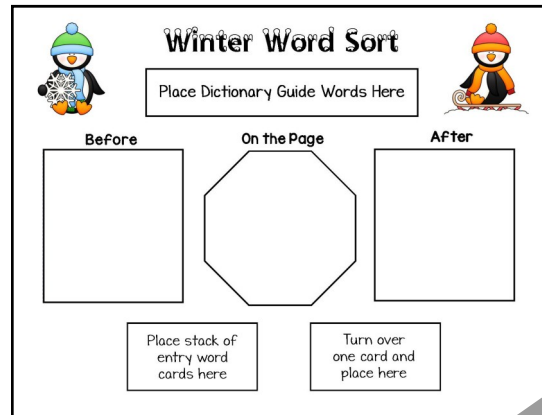 Winter Word Sort
Place Dictionary Guide Words Here
Before
On the Page
After
Place stack of
entry word
cards here
Turn over
one card and
place here